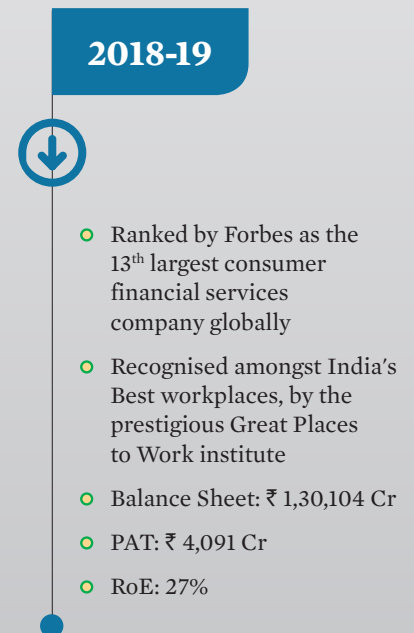 2018-19
Ranked by Forbes as the
13th largest consumer
financial services
company globally
Recognised amongst India's
Best workplaces, by the
prestigious Great Places
to Work institute
Balance Sheet: ₹ 1,30,104 Cr
PAT: ₹ 4,091 Cr
RoE: 27%